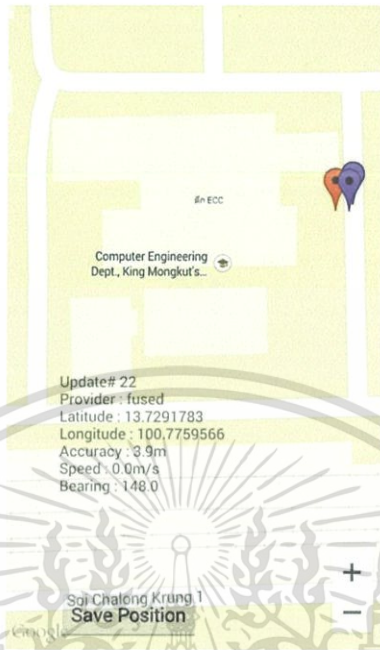 ตึก ECC
Computer Engineering
Dept., King Mongkut's...
Update# 22
Provider : fused
Latitude : 13.7291783
Longitude : 100.7759566
Accuracy : 3.9m
Speed : 0.0m/s
Bearing : 148.0
Soi Chalong Krung 1
Save Position
+
−
Google